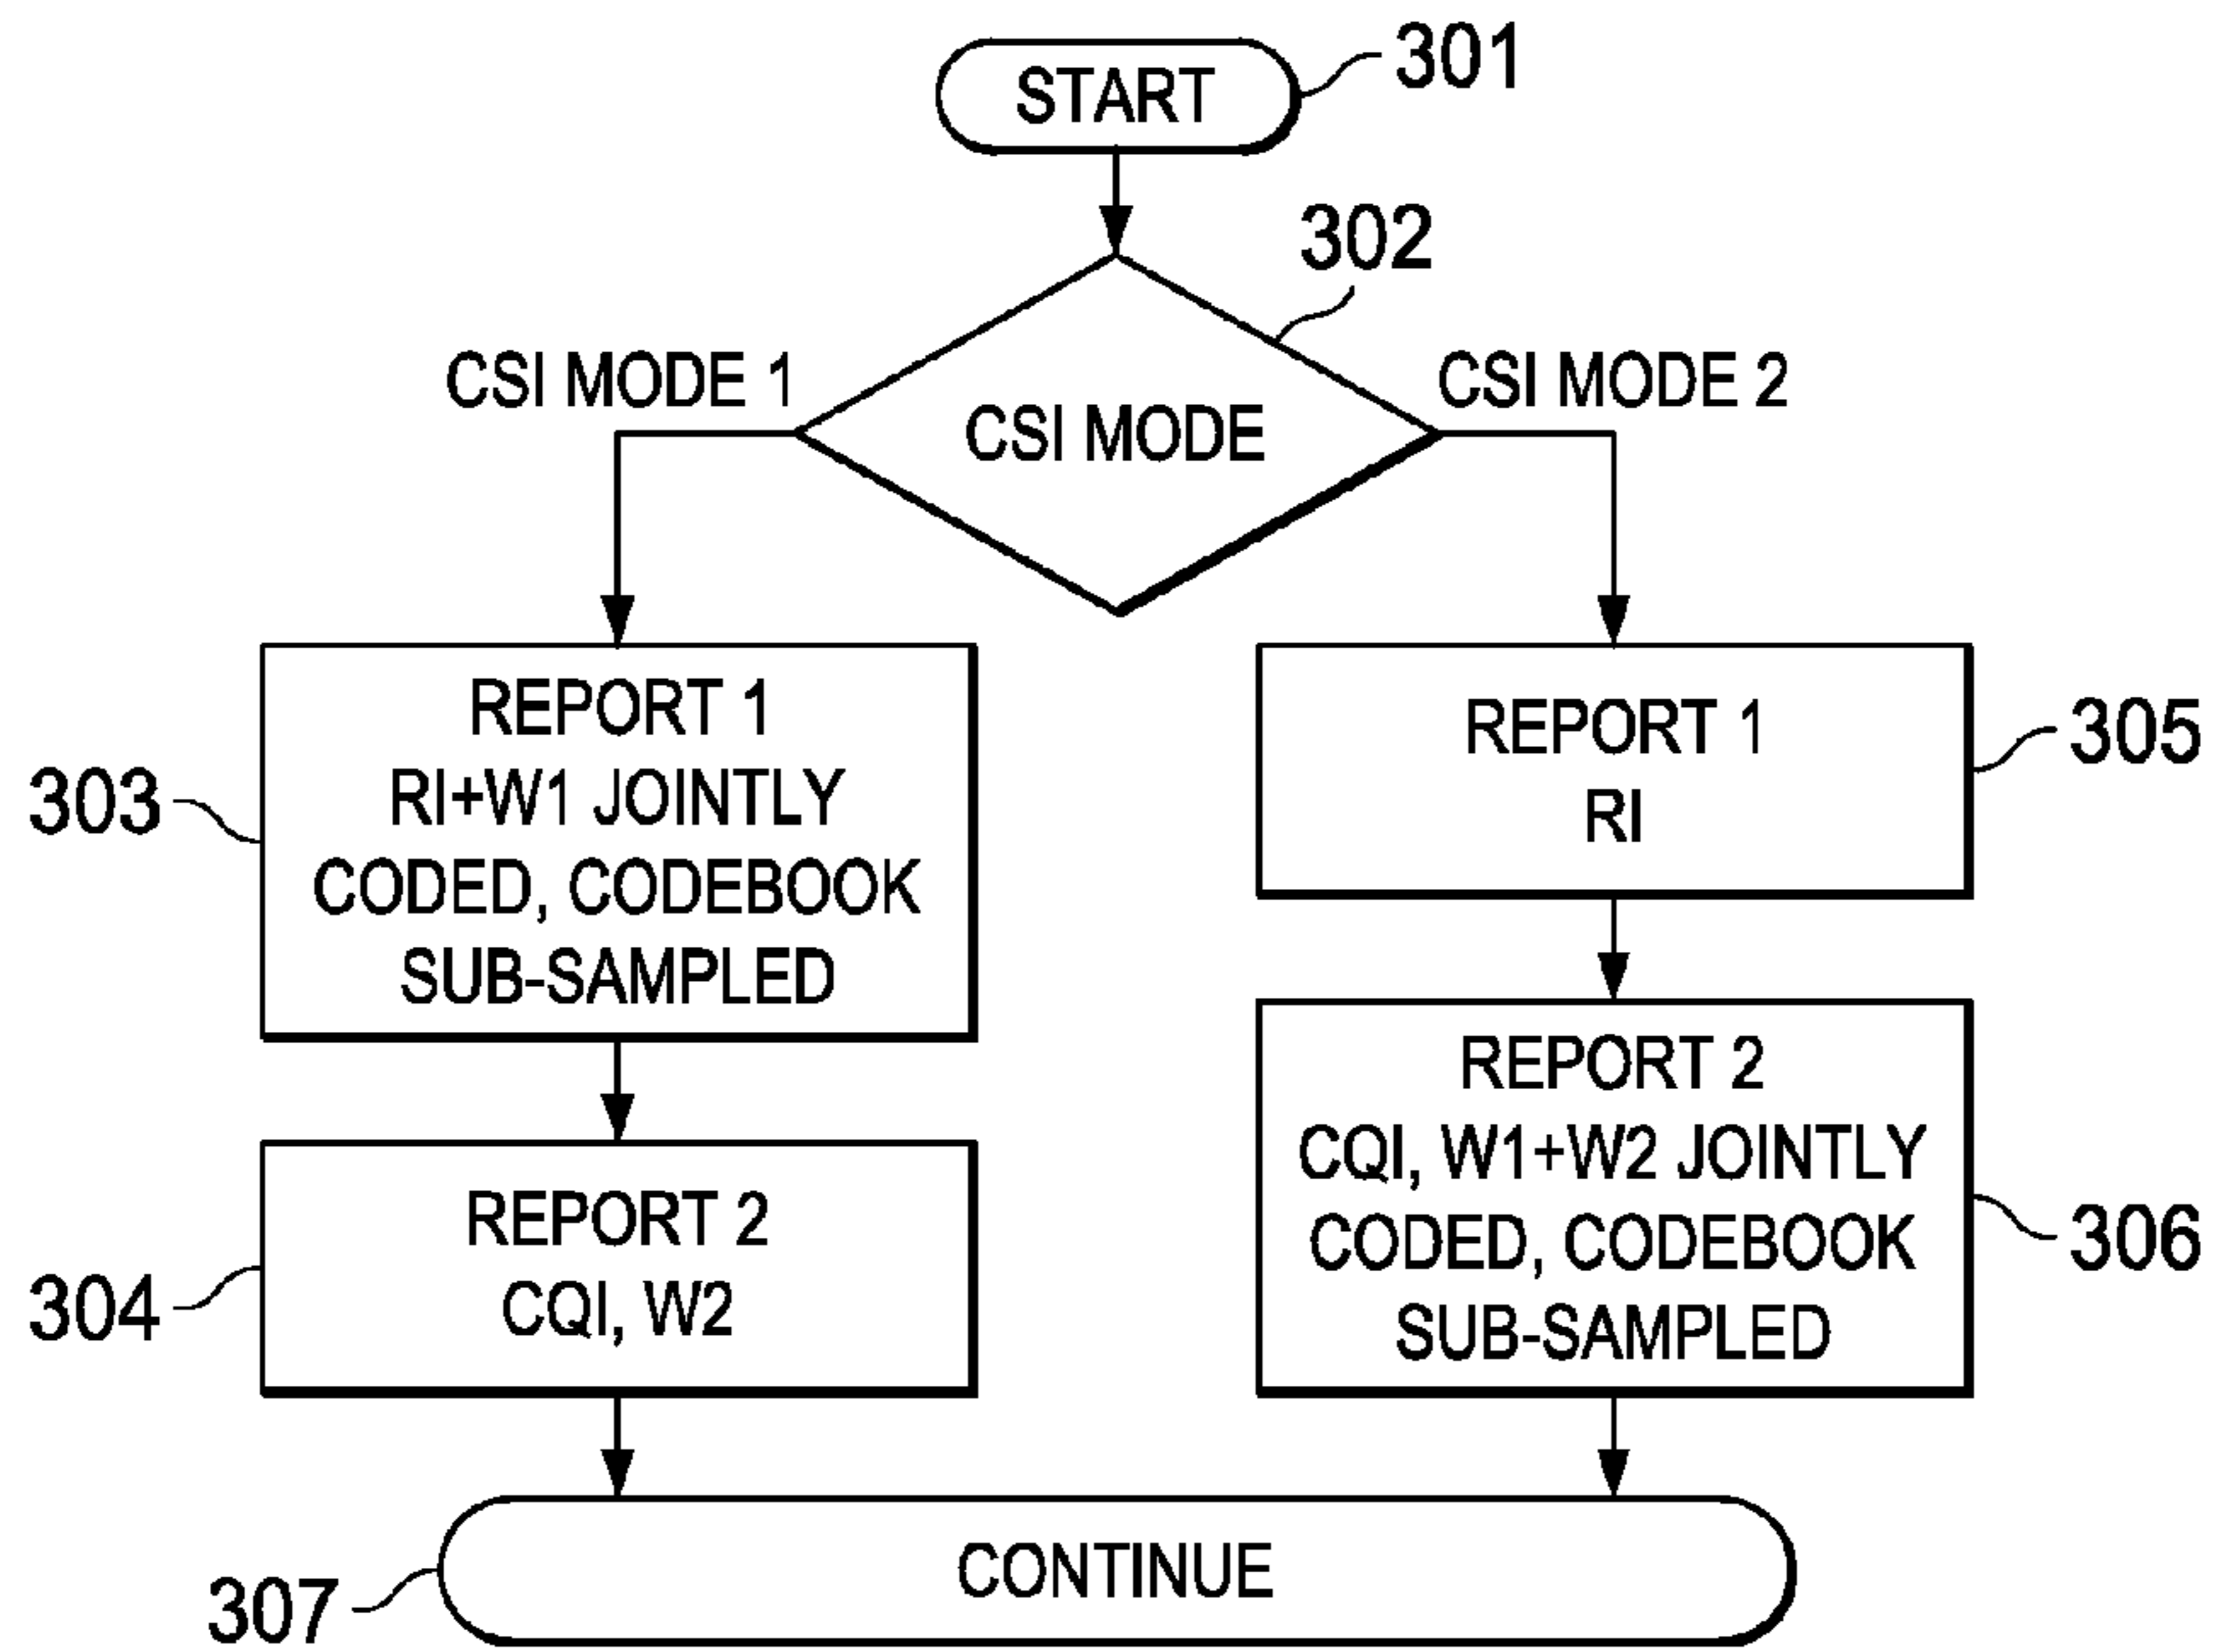 START
301
302
CSI MODE 1
CSI MODE
CSI MODE 2
REPORT 1
RI+W1 JOINTLY
CODED, CODEBOOK
SUB-SAMPLED
303
REPORT 2
CQI, W2
304
REPORT 1
RI
305
REPORT 2
CQI, W1+W2 JOINTLY
CODED, CODEBOOK
SUB-SAMPLED
306
CONTINUE
307